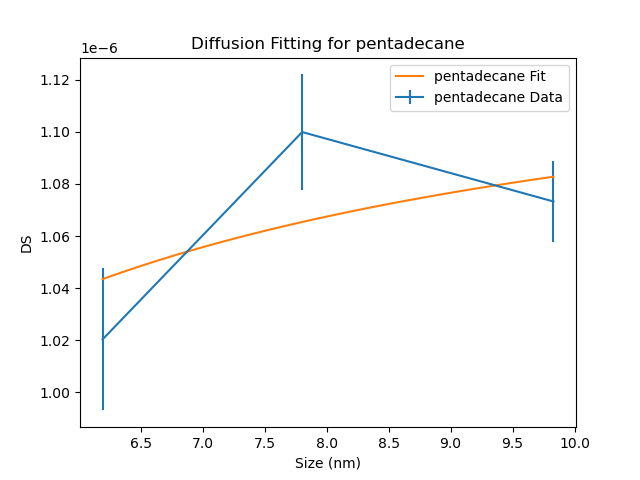 Diffusion Fitting for pentadecane
1e−6
pentadecane Fit
pentadecane Data
1.12
1.10
1.08
1.06
1.04
1.02
1.00
DS
6.5 7.0 7.5 8.0 8.5 9.0 9.5 10.0
Size (nm)